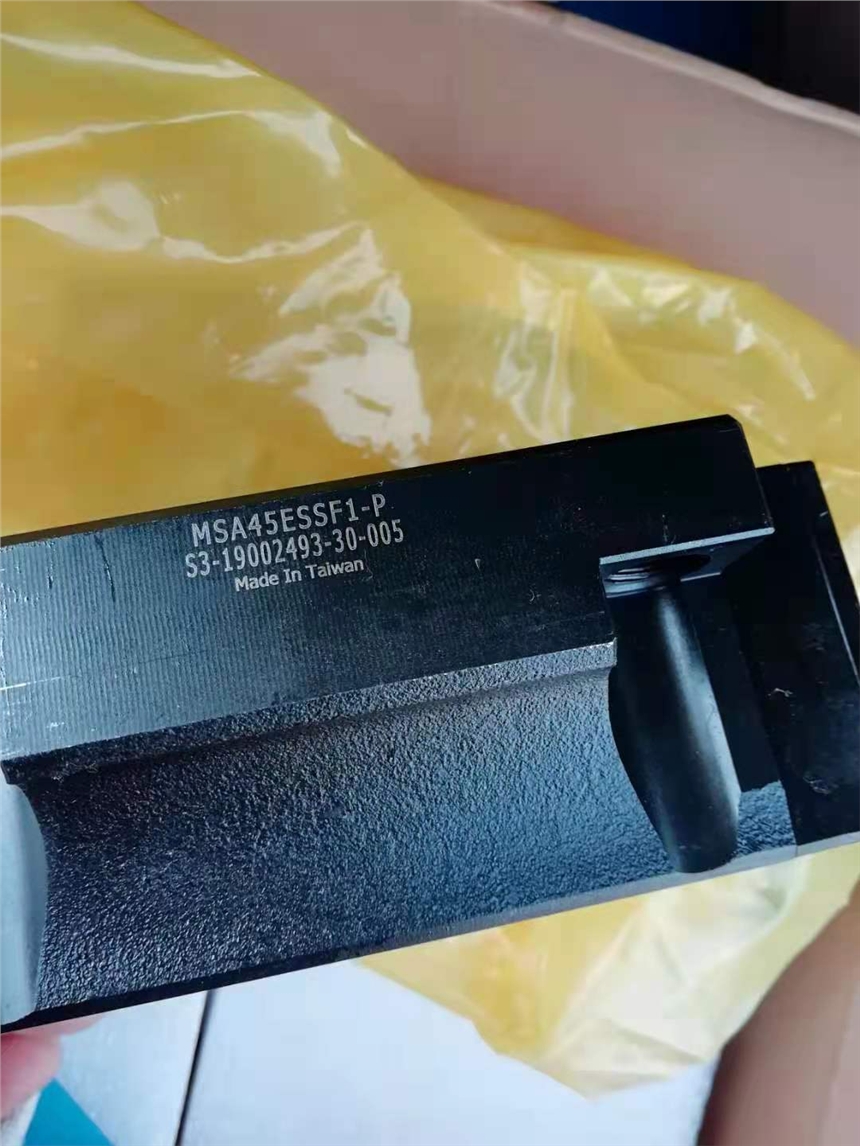 MSA45ESSF1-P
S3-19002493-30-005
Made In Taiwan